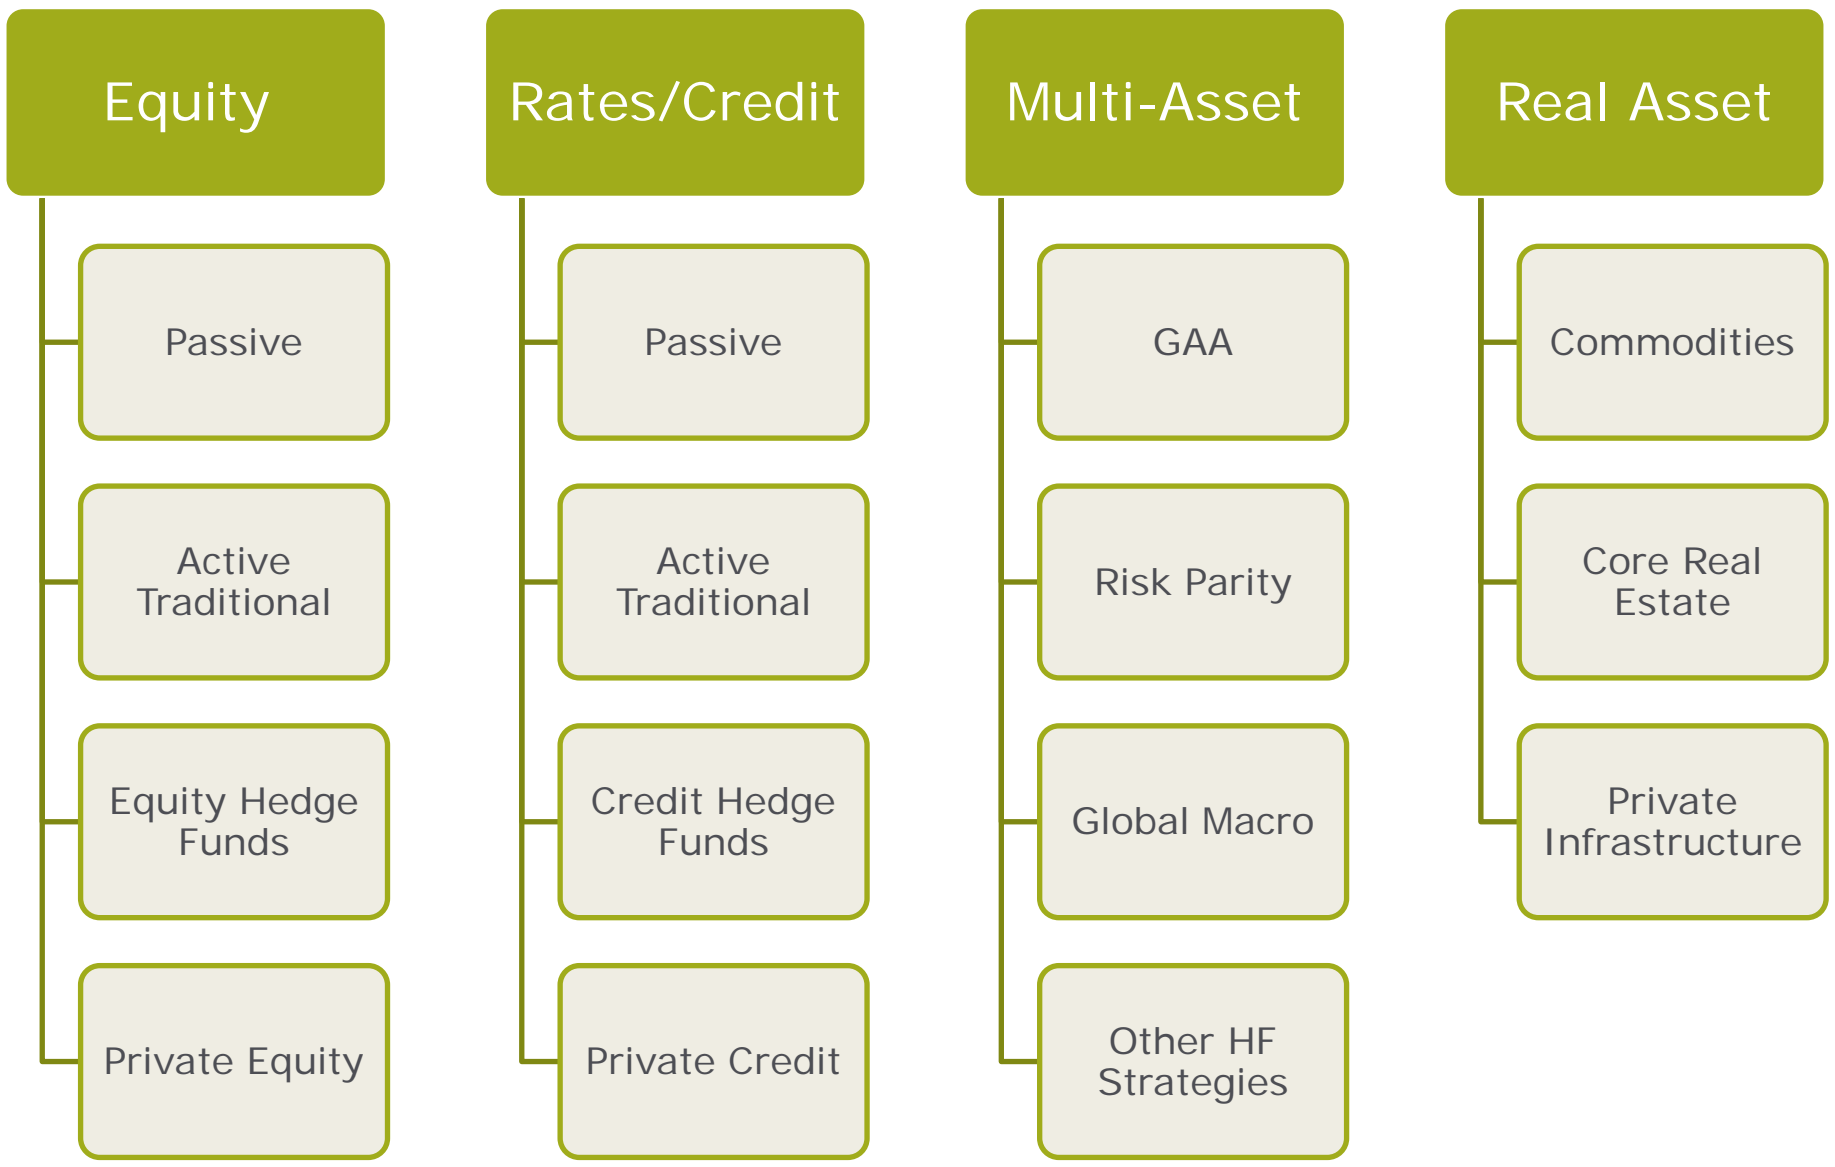 Equity
Passive
Active
Traditional
Equity Hedge
Funds
Private Equity
Rates/Credit
Passive
Active
Traditional
Credit Hedge
Funds
Private Credit
Multi-Asset
GAA
Risk Parity
Global Macro
Other HF
Strategies
Real Asset
Commodities
Core Real
Estate
Private
Infrastructure